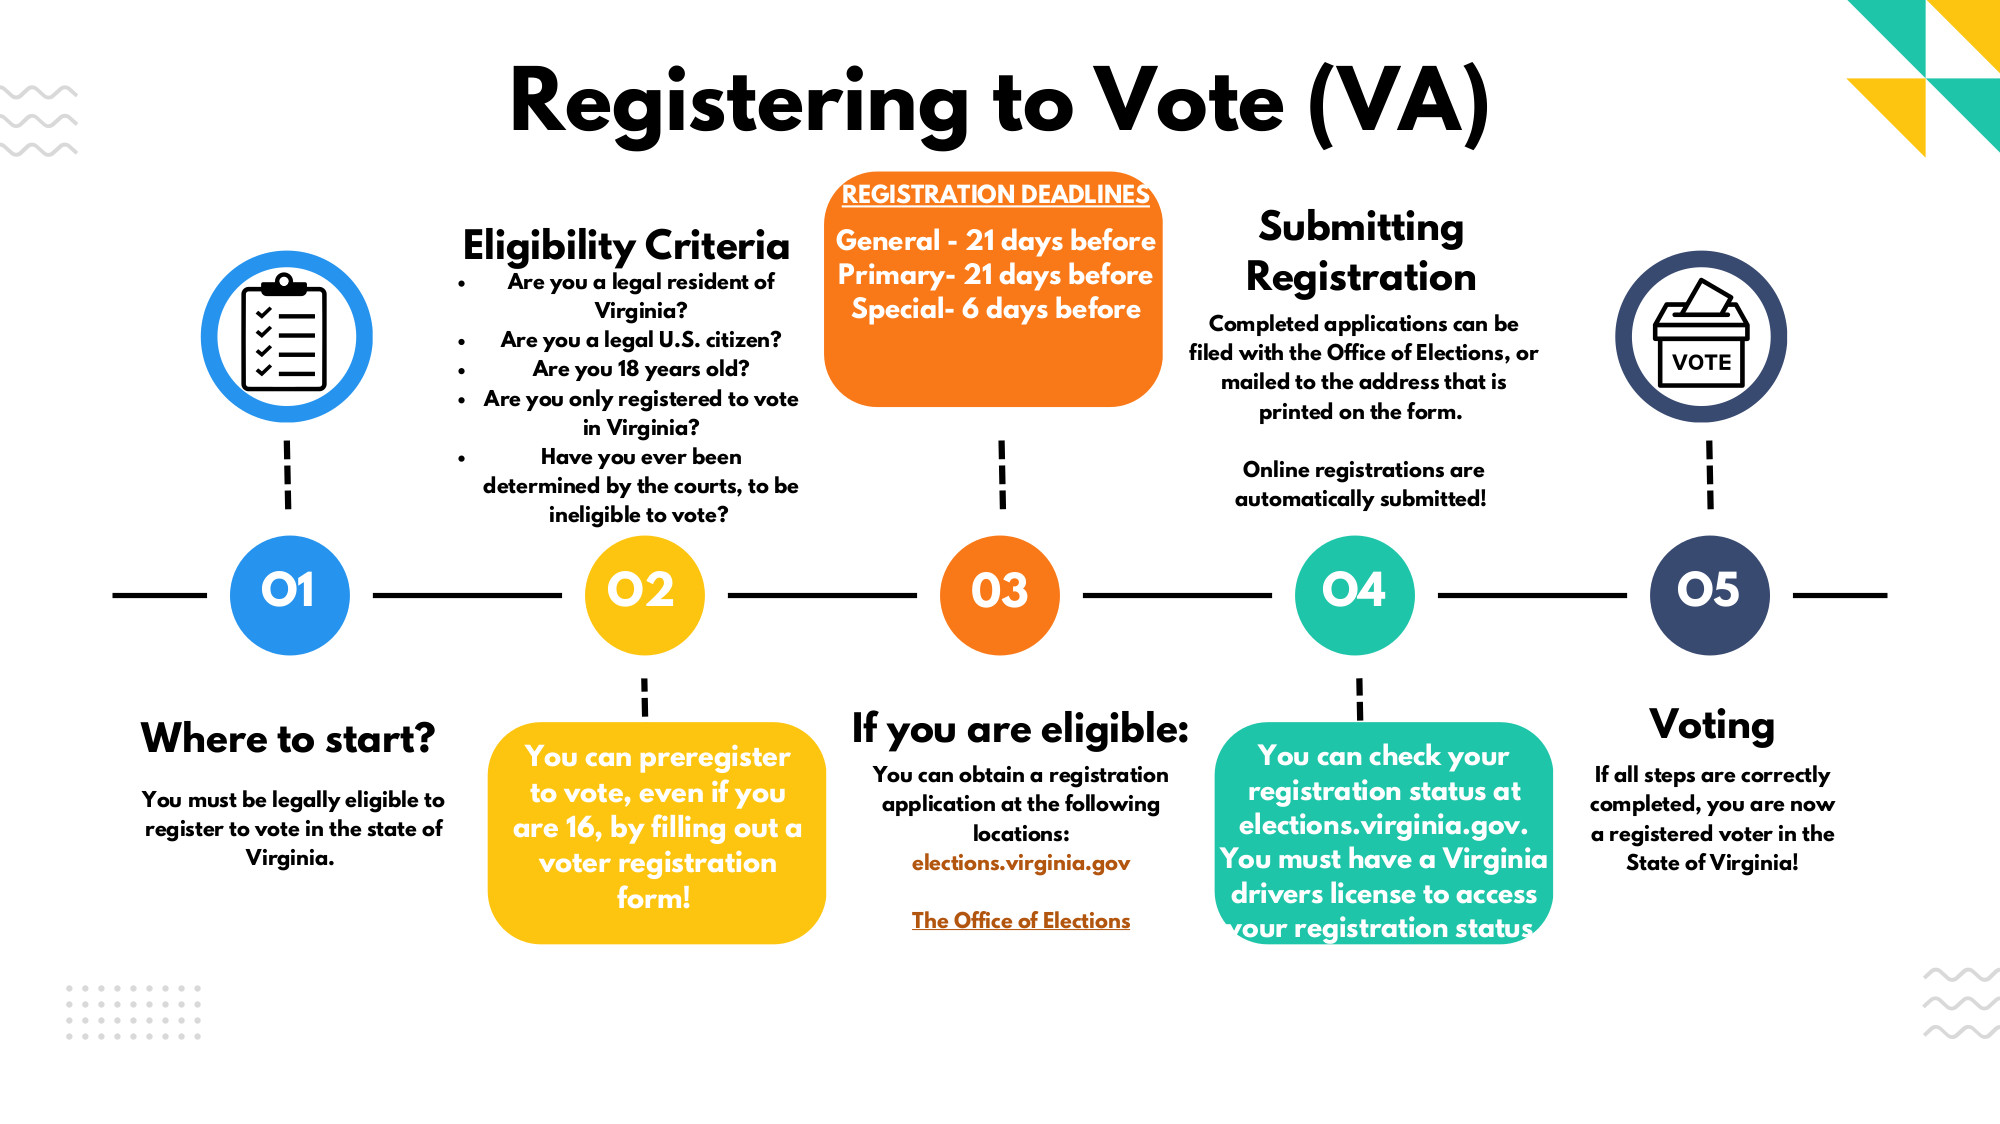 Registering to Vote (VA)
Eligibility Criteria
• Are you a legal resident of
Virginia?
• Are you a legal U.S. citizen?
• Are you 18 years old?
• Are you only registered to vote
in Virginia?
• Have you ever been
determined by the courts, to be
ineligible to vote?
REGISTRATION DEADLINES
General - 21 days before
Primary- 21 days before
Special- 6 days before
Submitting
Registration
Completed applications can be
filed with the Office of Elections, or
mailed to the address that is
printed on the form.
Online registrations are
automatically submitted!
VOTE
01
02
03
04
05
Where to start?
You must be legally eligible to
register to vote in the state of
Virginia.
You can preregister
to vote, even if you
are 16, by filling out a
voter registration
form!
If you are eligible:
You can obtain a registration
application at the following
locations:
elections.virginia.gov
The Office of Elections
You can check your
registration status at
elections.virginia.gov.
You must have a Virginia
drivers license to access
your registration status.
Voting
If all steps are correctly
completed, you are now
a registered voter in the
State of Virginia!